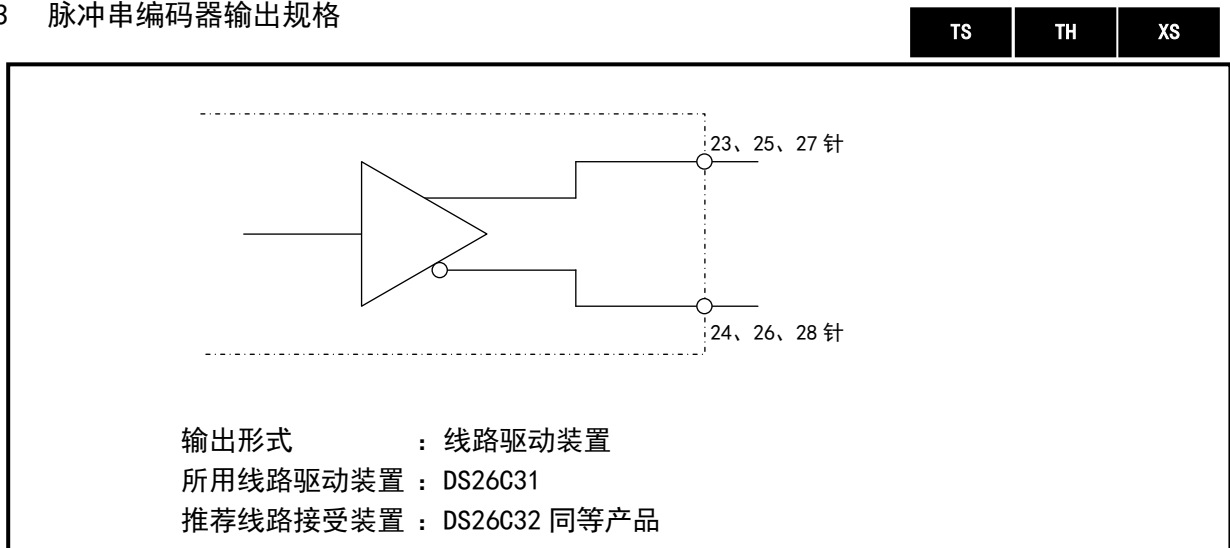 3 脉冲串编码器输出规格
TS TH XS
23、25、27 针
24、26、28 针
输出形式 : 线路驱动装置
所用线路驱动装置 : DS26C31
推荐线路接受装置 : DS26C32 同等产品